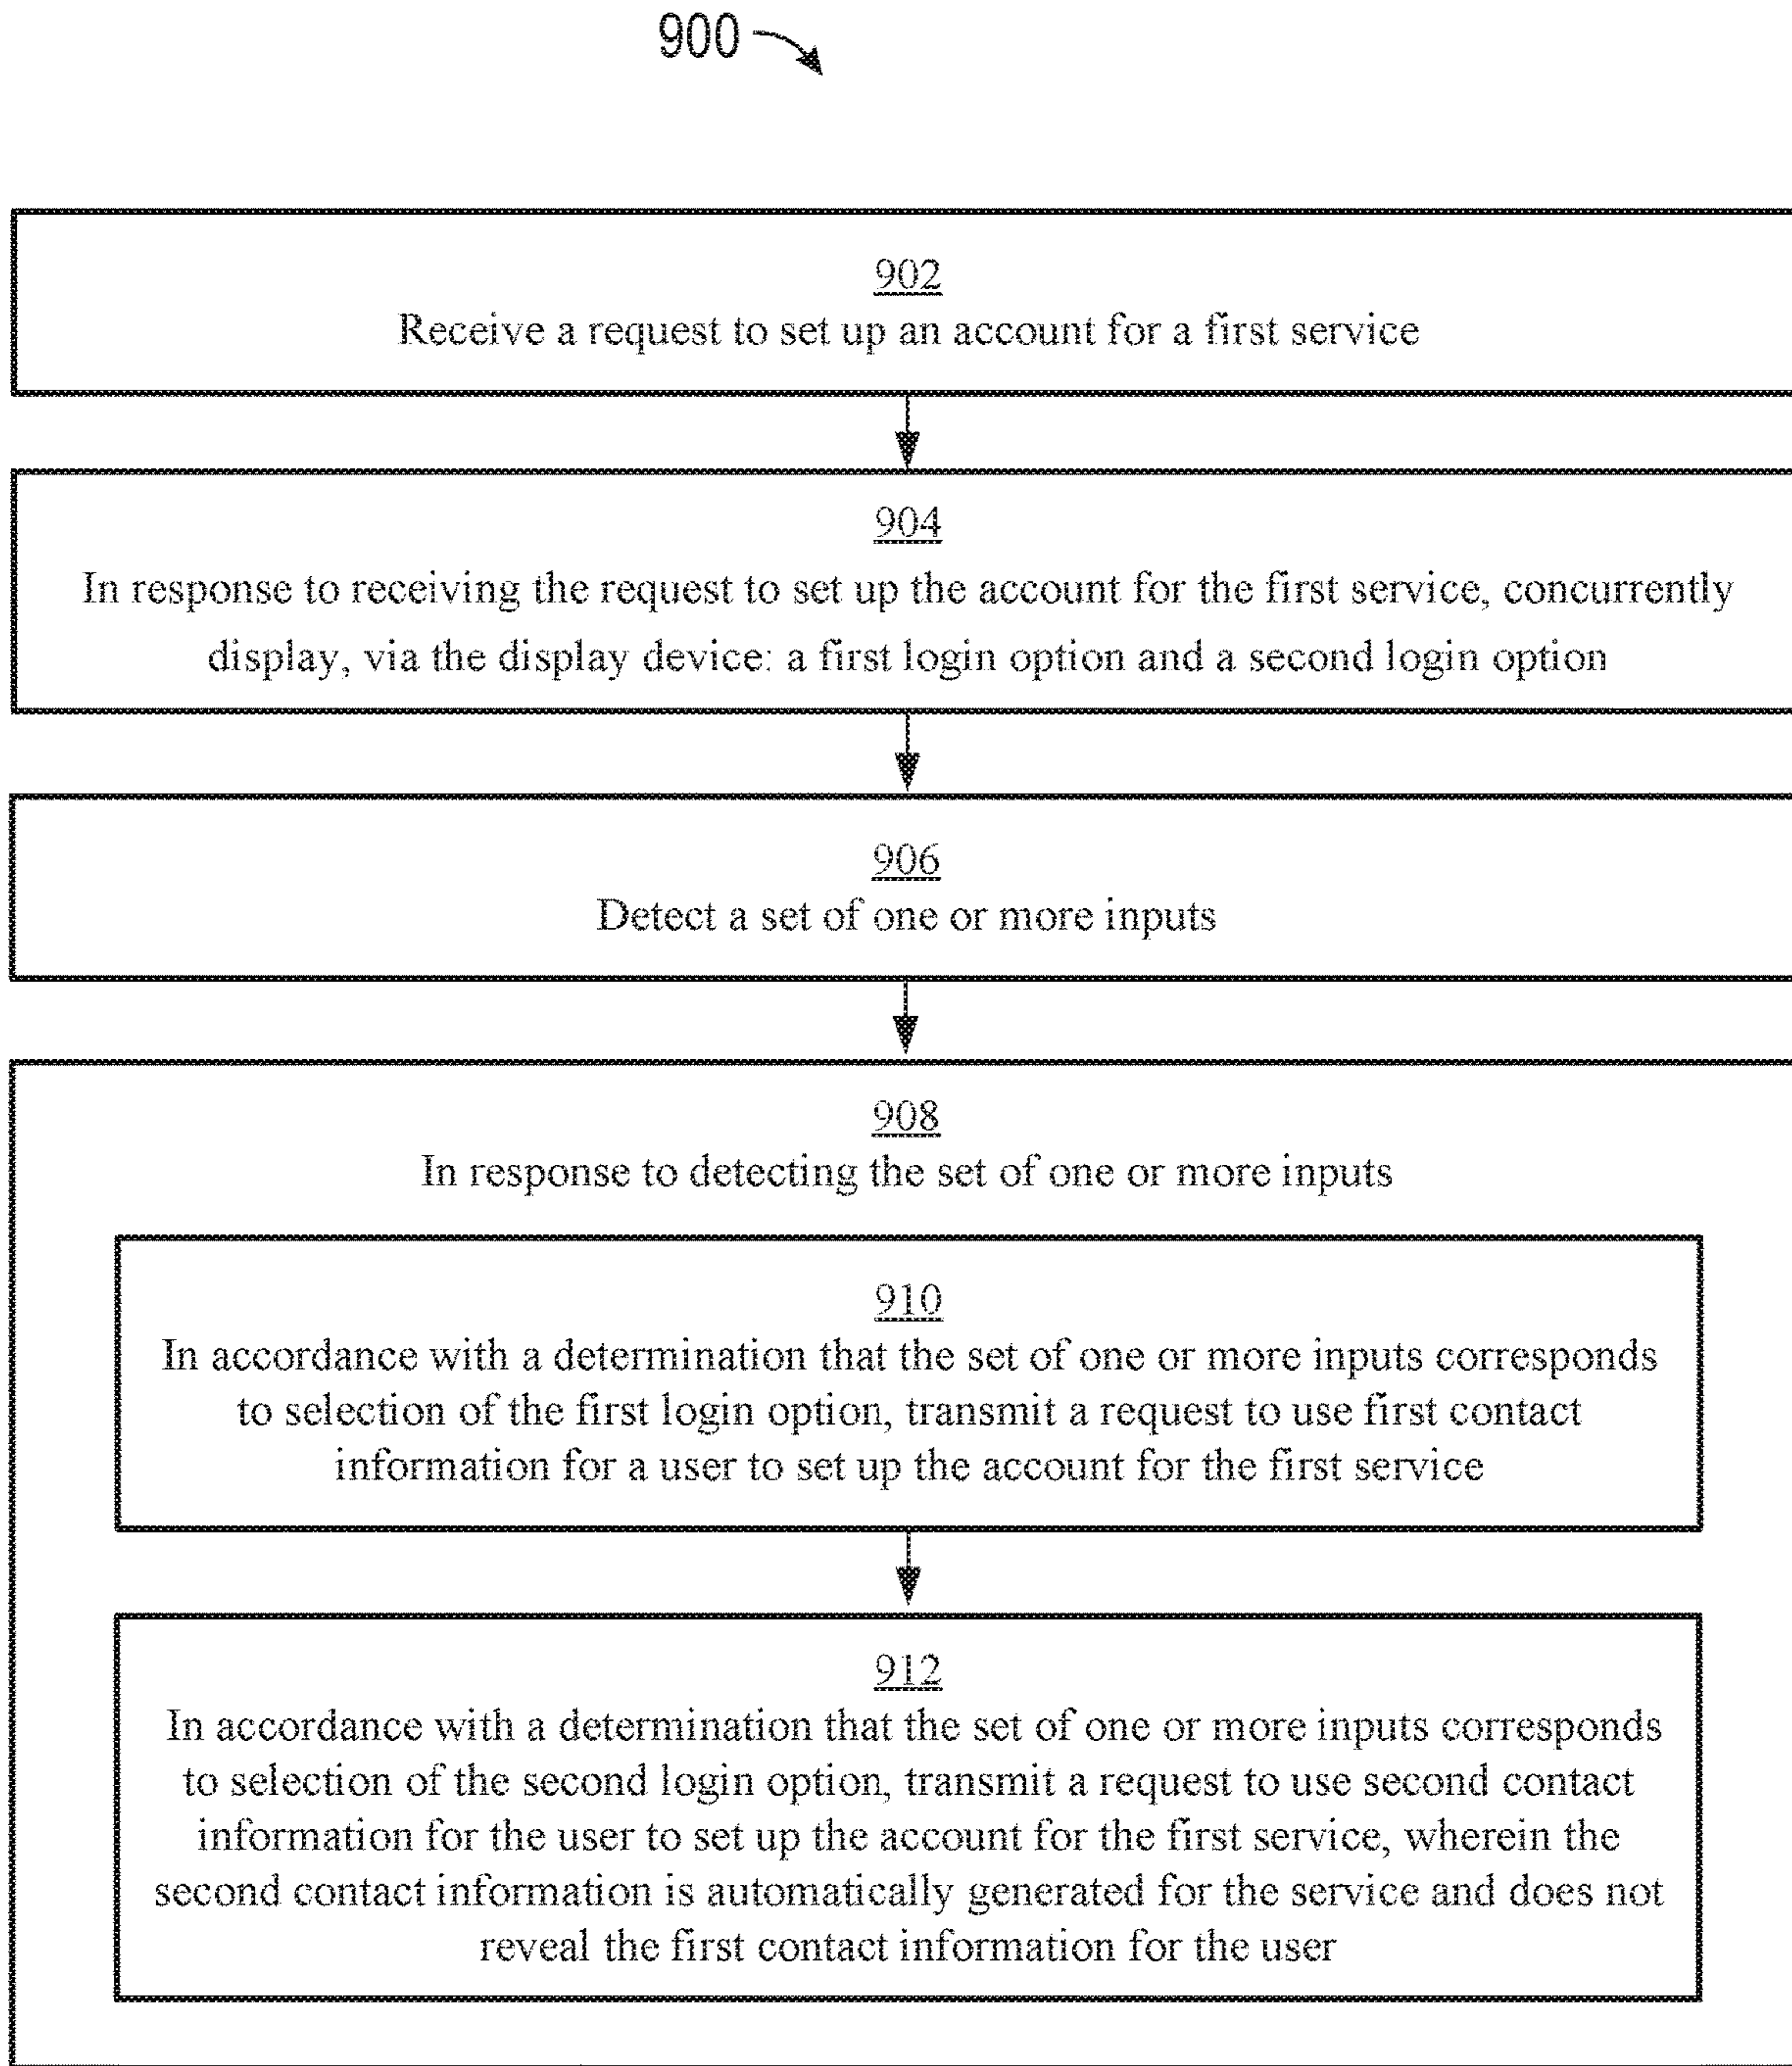 900
902
Receive a request to set up an account for a first service
904
In response to receiving the request to set up the account for the first service, concurrently
display, via the display device: a first login option and a second login option
906
Detect a set of one or more inputs
908
In response to detecting the set of one or more inputs
910
In accordance with a determination that the set of one or more inputs corresponds
to selection of the first login option, transmit a request to use first contact
information for a user to set up the account for the first service
912
In accordance with a determination that the set of one or more inputs corresponds
to selection of the second login option, transmit a request to use second contact
information for the user to set up the account for the first service, wherein the
second contact information is automatically generated for the service and does not
reveal the first contact information for the user